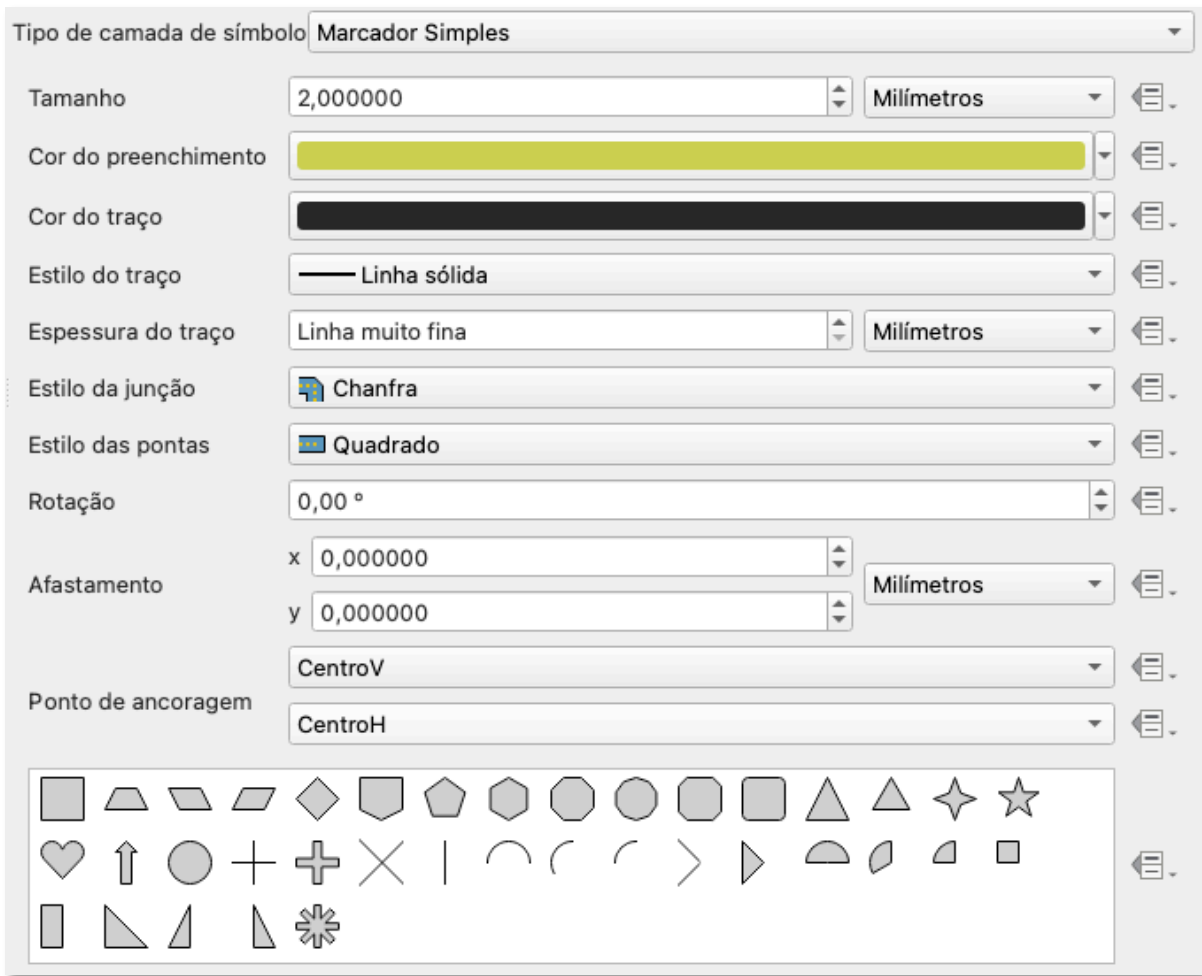 Tipo de camada de símbolo Marcador Simples
Tamanho 2,000000 Milímetros
Cor do preenchimento
Cor do traço
Estilo do traço Linha sólida
Espessura do traço Linha muito fina Milímetros
Estilo da junção Chanfra
Estilo das pontas Quadrado
Rotação 0,00 °
x 0,000000
Afastamento Milímetros
y 0,000000
CentroV
Ponto de ancoragem
CentroH